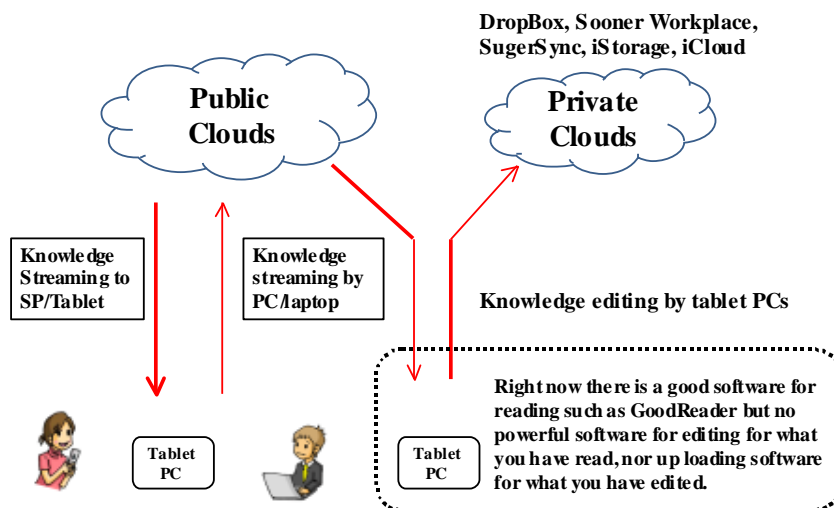 DropBox, Sooner Workplace,
SugerSync, iStorage, iCloud
Public
Clouds
Private
Clouds
Knowledge
Streaming to
SP/Tablet
Knowledge
streaming by
PC/laptop
Knowledge editing by tablet PCs
Right now there is a good software for
reading such as GoodReader but no
powerful software for editing for what
you have read, nor up loading software
for what you have edited.
Tablet
PC
Tablet
PC